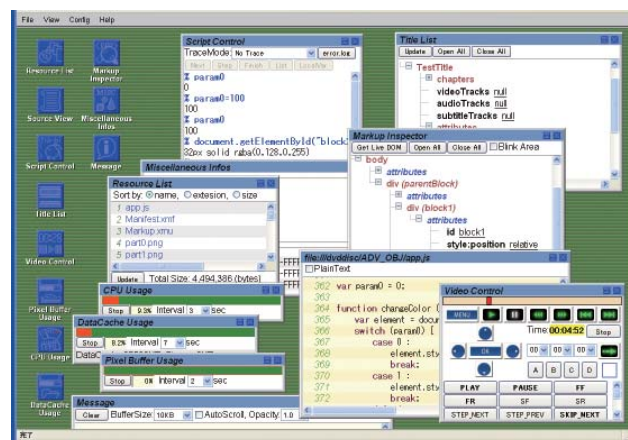 File View Config Help
Resource List
Markup Inspector
Source View
Miscellaneous Infos
Script Control
Message
Title List
Video Control
Pixel Buffer Usage
CPU Usage
DataCache Usage
Script Control
TraceMode: No Trace error.log
Next Step Finish List LocalVar
% param0
0
% param0=100
100
% param0
100
% document.getElementById("block
32px solid rgba(0,128,0,255)
Title List
Update Open All Close All
TestTitle
chapters
videoTracks null
audioTracks null
subtitleTracks null
attributes
Markup Inspector
Get Live DOM Open All Close All Blink Area
body
attributes
div (parentBlock)
attributes
div (block1)
attributes
id block1
style:position relative
Miscellaneous Infos
-FFF
-FFF
Resource List
Sort by: name, extesion, size
1 app.js
2 Manifest.xmf
3 Markup.xmu
4 part0.png
5 part1.png
Update Total Size: 4,494,386 (bytes)
CPU Usage
Stop 9.3% Interval 3 sec
DataCache Usage
Stop 8.2% Interval 7 sec
Pixel Buffer Usage
Stop 0% Interval 2 sec
Message
Clear BufferSize: 10KB AutoScroll, Opacity: 1.0
file:///dvddisc/ADV_OBJ/app.js
PlainText
362 var param0 = 0;
363
364 function changeColor (
365 var element = docum
366 switch (param0) {
367 case 0 :
368 element.sty
369 break;
370 case 1 :
371 element.sty
372 break;
Video Control
MENU
Time: 00:04:52 Stop
OK 00 00 00
A B C D
PLAY PAUSE FF
FR SF SR
STEP_NEXT STEP_PREV SKIP_NEXT
完了